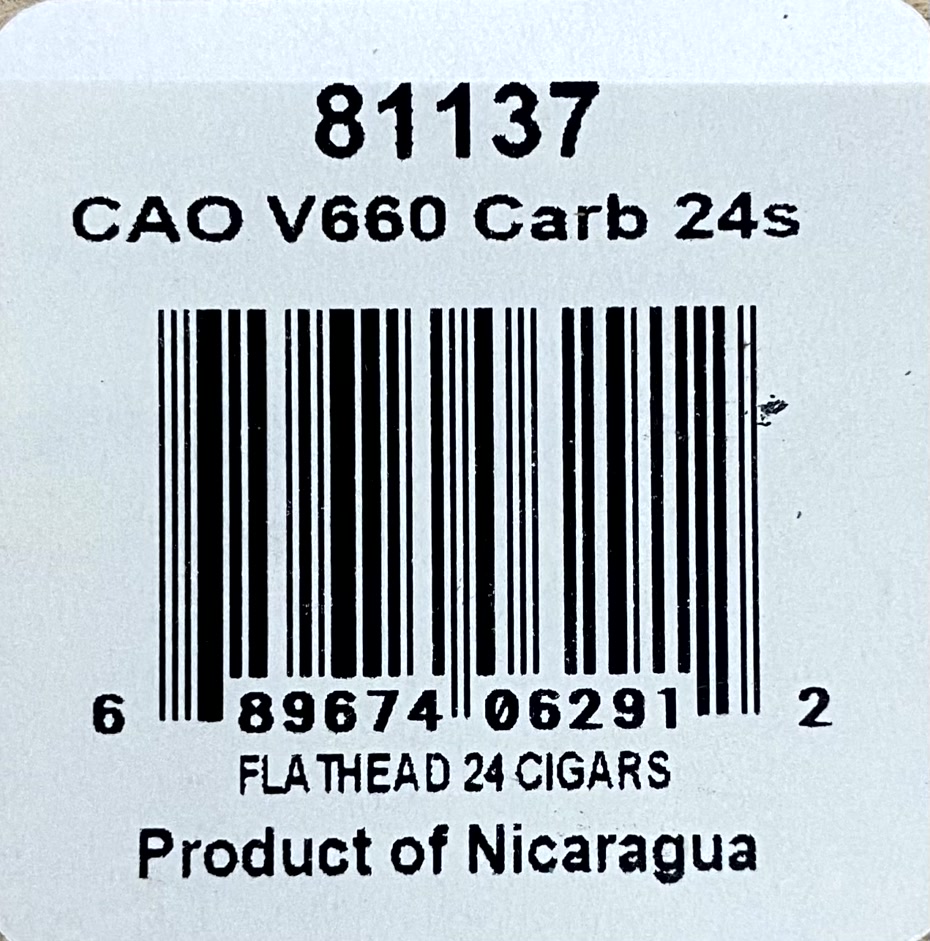 81137
CAO V660 Carb 24s
6 89674 06291 2
FLATHEAD 24 CIGARS
Product of Nicaragua